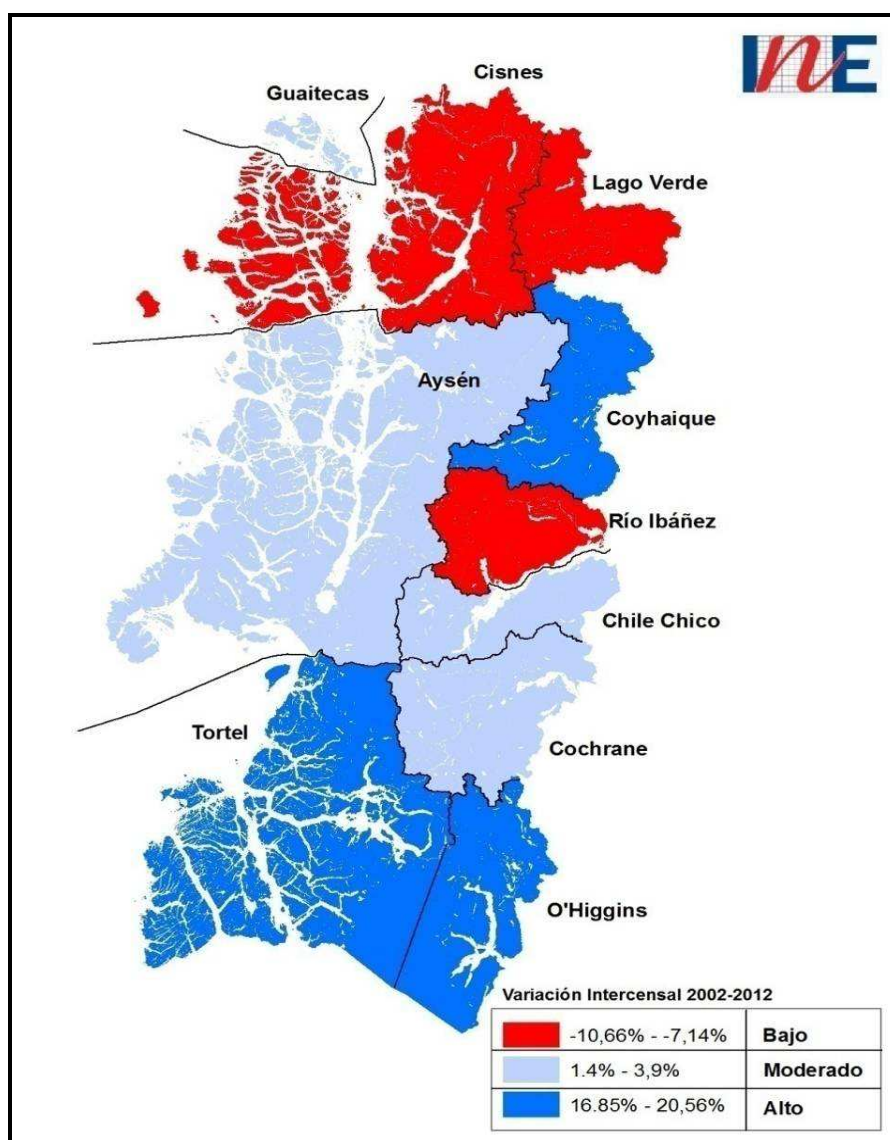 INE
Cisnes
Guaitecas
Lago Verde
Aysén
Coyhaique
Río Ibáñez
Chile Chico
Tortel
Cochrane
O'Higgins
Variación Intercensal 2002-2012
-10,66% - -7,14% Bajo
1.4% - 3,9% Moderado
16.85% - 20,56% Alto